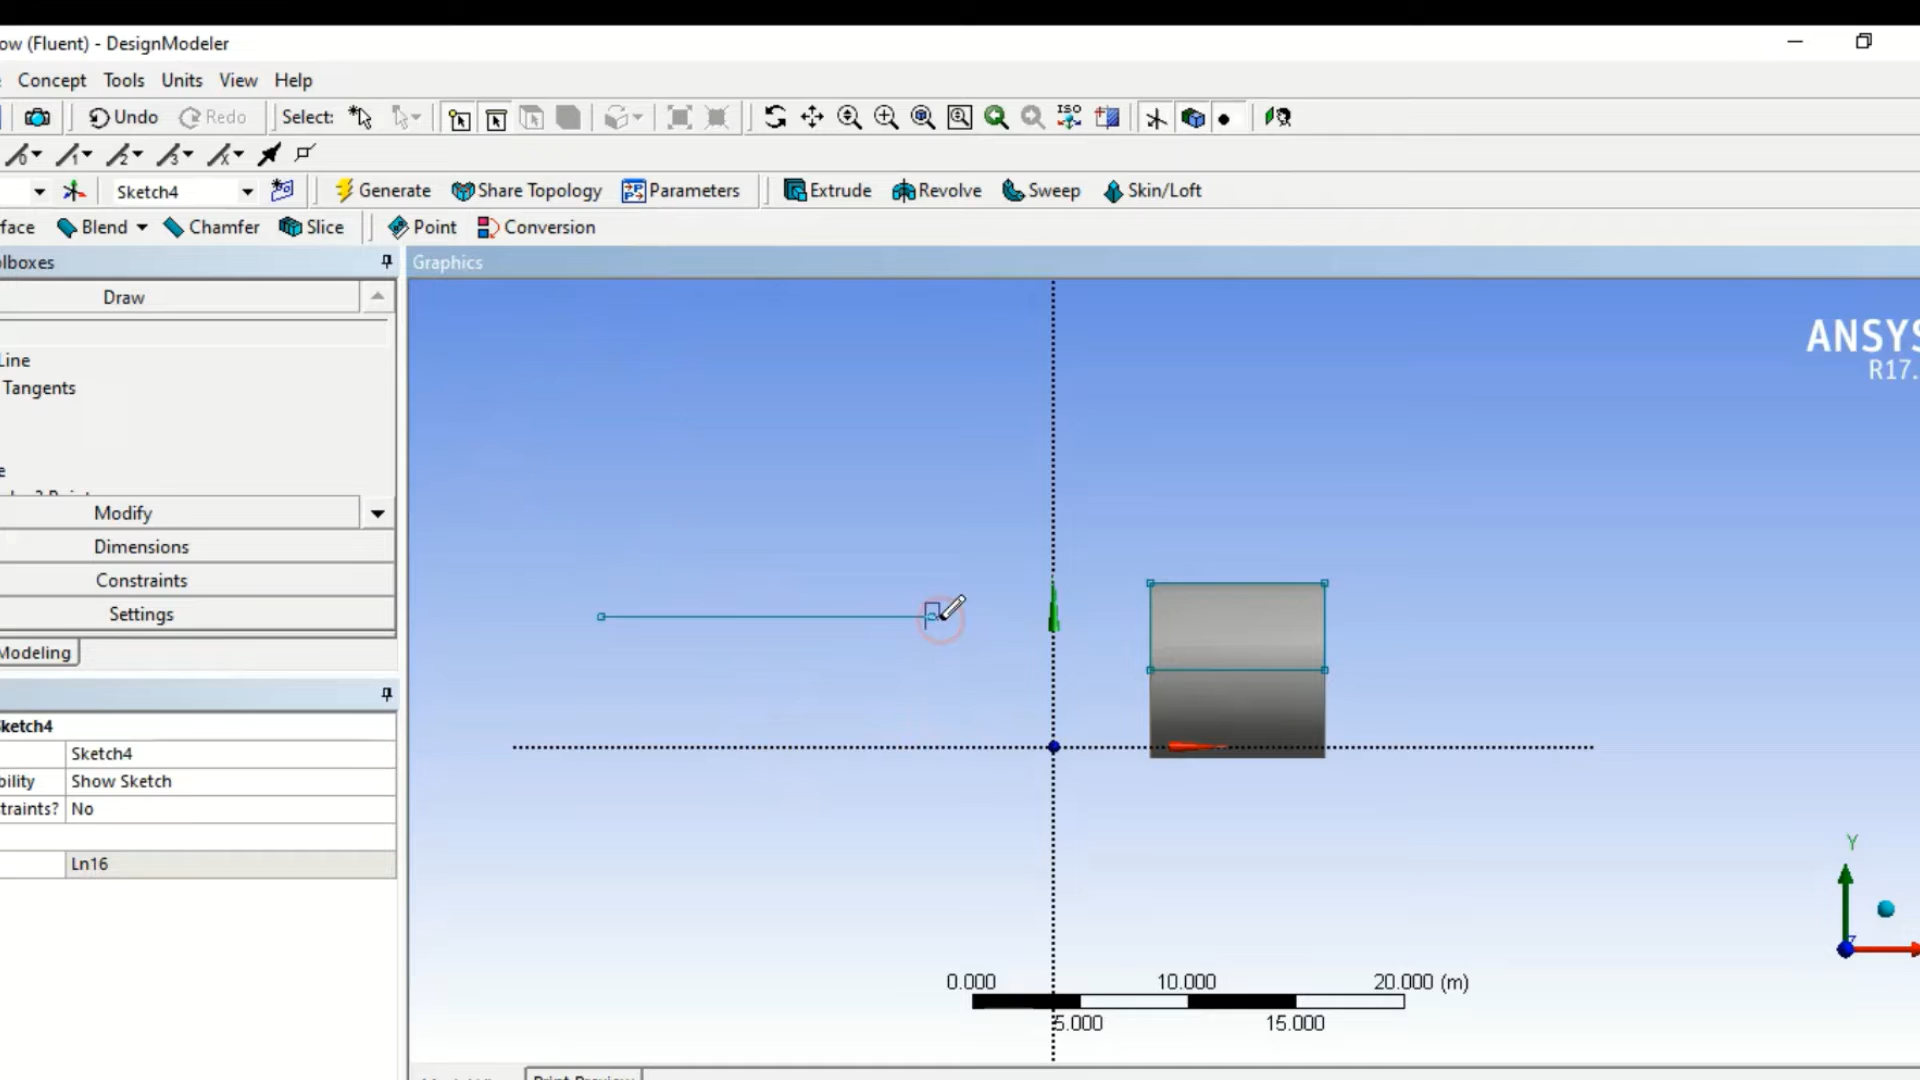 ow (Fluent) - DesignModeler
Concept Tools Units View Help
Undo Redo Select: ISO
Sketch4 Generate Share Topology Parameters Extrude Revolve Sweep Skin/Loft
face Blend Chamfer Slice Point Conversion
lboxes
Graphics
Draw
Line
Tangents
e
Modify
Dimensions
Constraints
Settings
Modeling
ketch4
Sketch4
bility Show Sketch
traints? No
Ln16
ANSYS
R17.
P
Y
Z
0.000 10.000 20.000 (m)
5.000 15.000
Print Preview